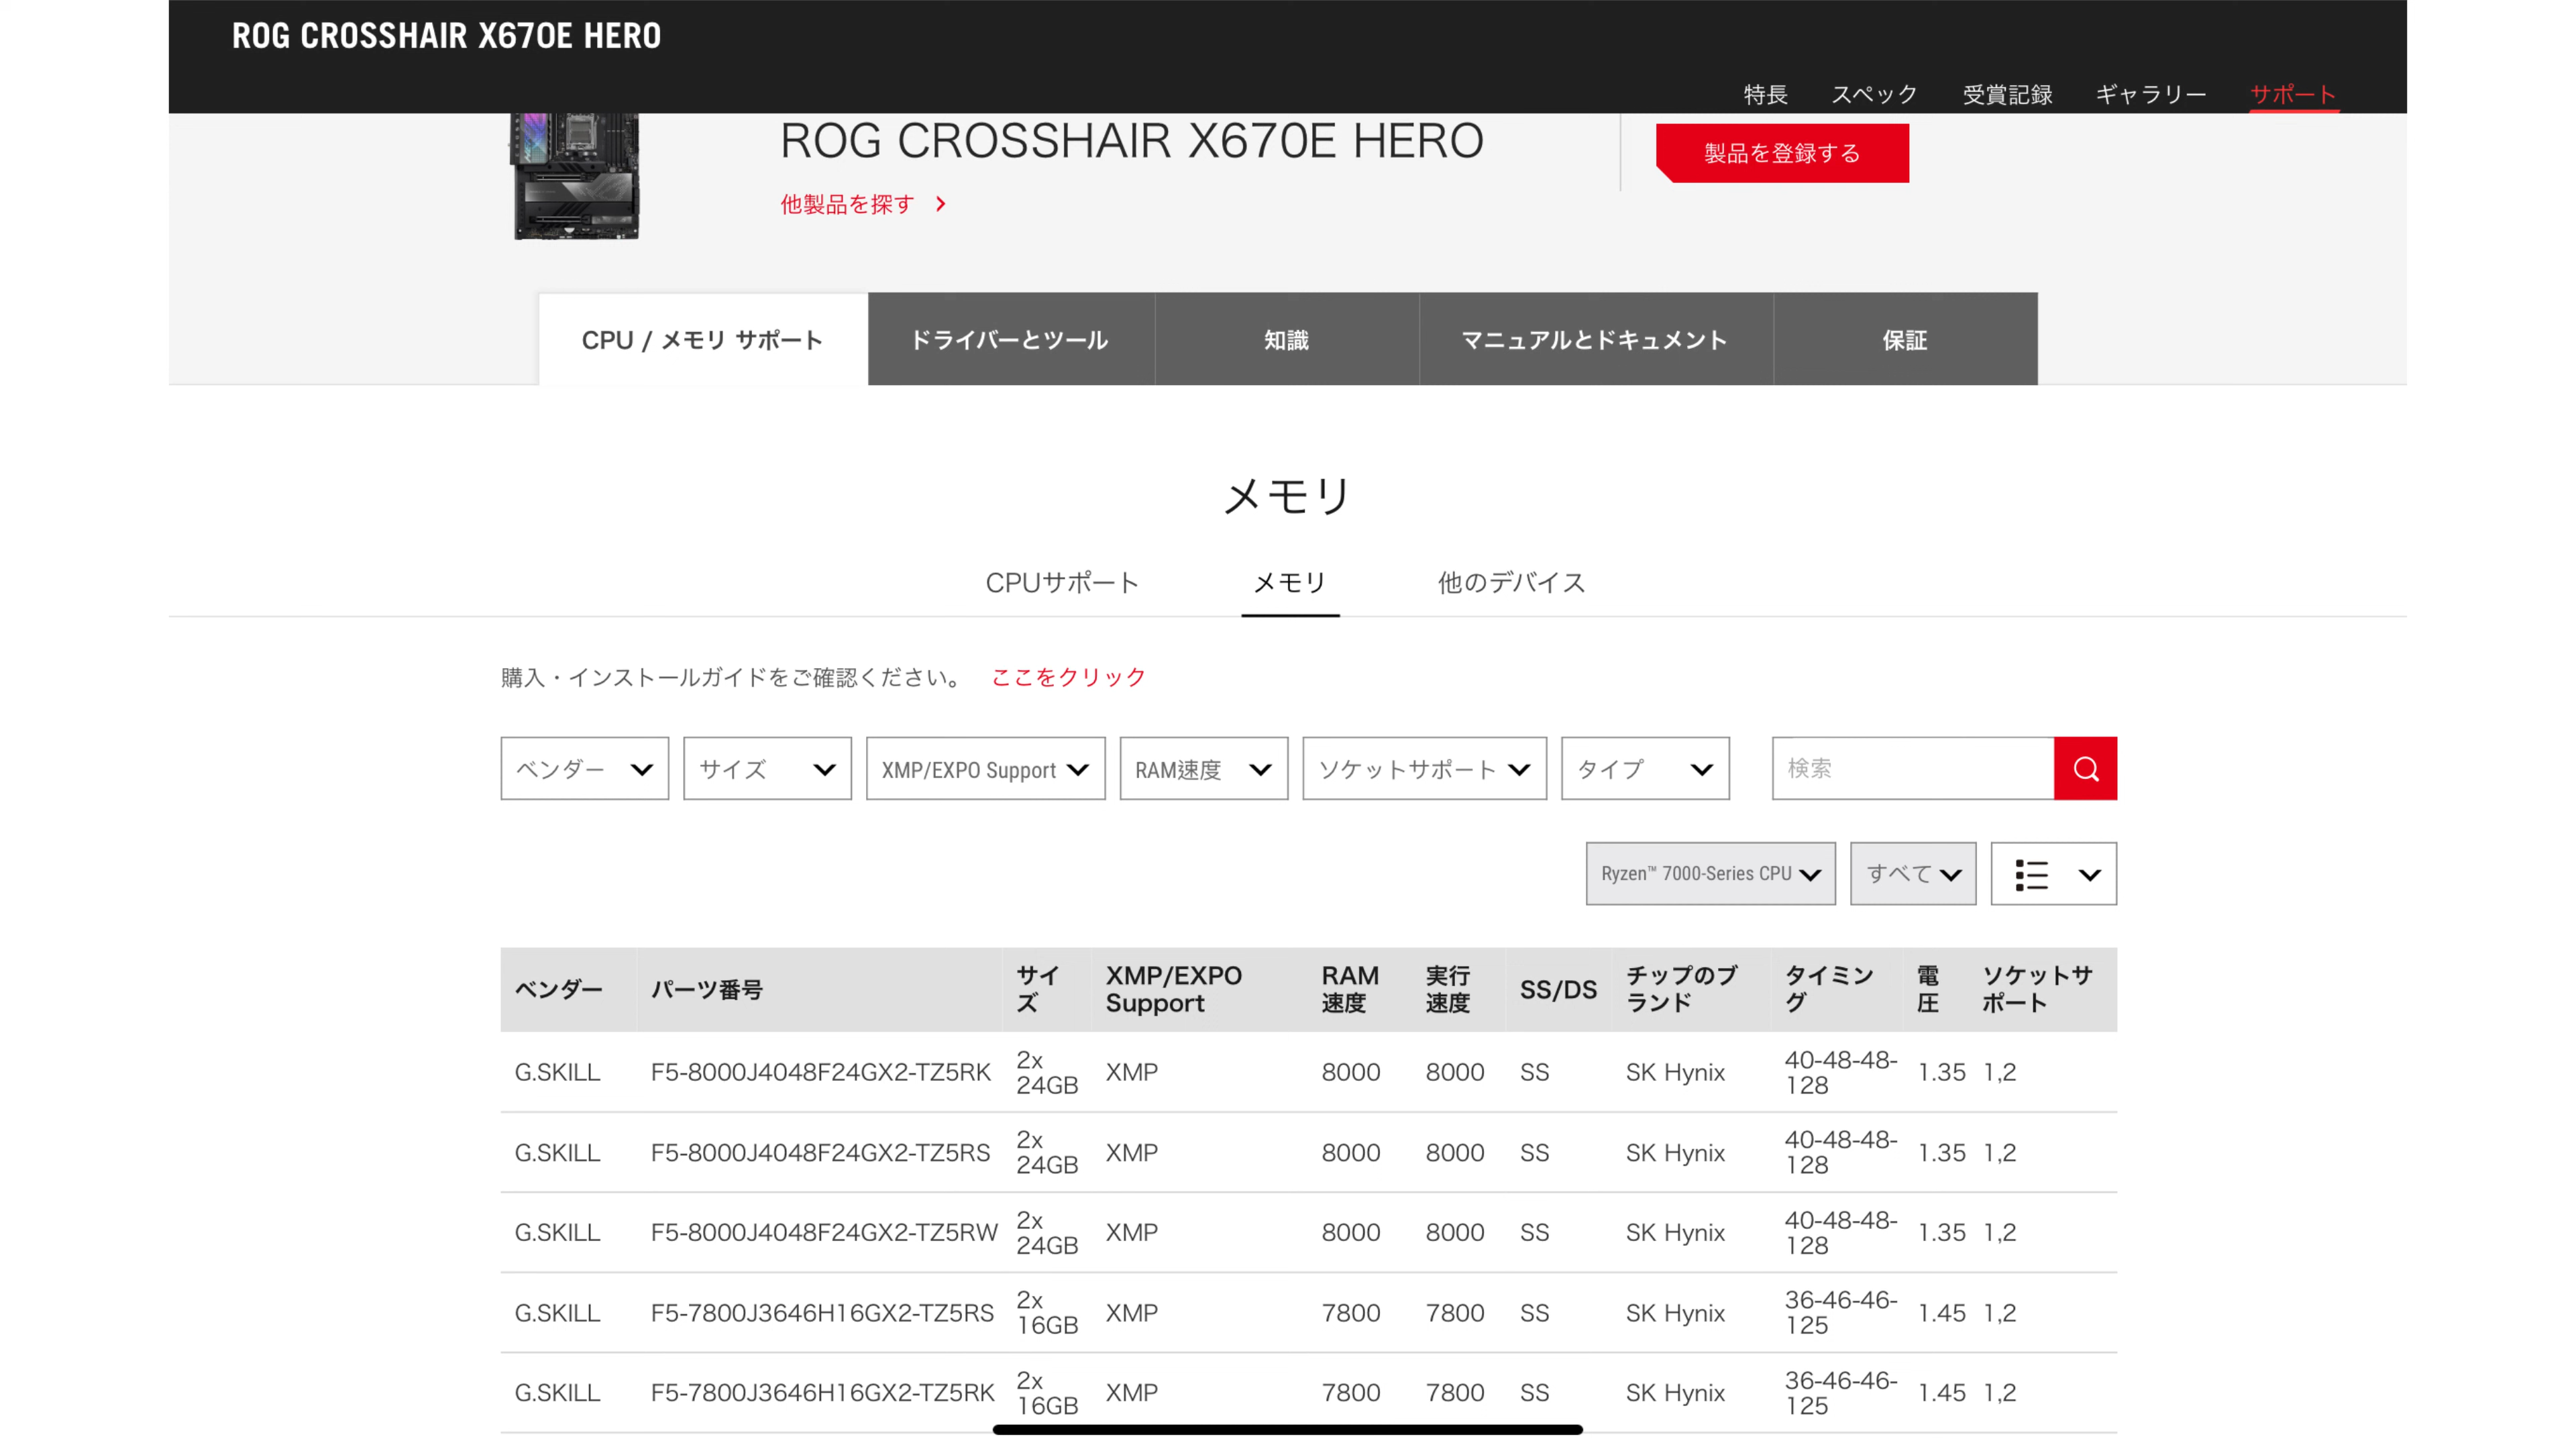 ROG CROSSHAIR X670E HERO
特長 スペック 受賞記録 ギャラリー サポート
ROG CROSSHAIR X670E HERO
製品を登録する
他製品を探す
CPU / メモリ サポート ドライバーとツール 知識 マニュアルとドキュメント 保証
メモリ
CPUサポート メモリ 他のデバイス
購入・インストールガイドをご確認ください。 ここをクリック
ベンダー サイズ XMP/EXPO Support RAM速度 ソケットサポート タイプ 検索
Ryzen™ 7000-Series CPU すべて
ベンダー パーツ番号 サイズ XMP/EXPO Support RAM速度 実行速度 SS/DS チップのブランド タイミング 電圧 ソケットサポート
G.SKILL F5-8000J4048F24GX2-TZ5RK 2x 24GB XMP 8000 8000 SS SK Hynix 40-48-48-128 1.35 1,2
G.SKILL F5-8000J4048F24GX2-TZ5RS 2x 24GB XMP 8000 8000 SS SK Hynix 40-48-48-128 1.35 1,2
G.SKILL F5-8000J4048F24GX2-TZ5RW 2x 24GB XMP 8000 8000 SS SK Hynix 40-48-48-128 1.35 1,2
G.SKILL F5-7800J3646H16GX2-TZ5RS 2x 16GB XMP 7800 7800 SS SK Hynix 36-46-46-125 1.45 1,2
G.SKILL F5-7800J3646H16GX2-TZ5RK 2x 16GB XMP 7800 7800 SS SK Hynix 36-46-46-125 1.45 1,2